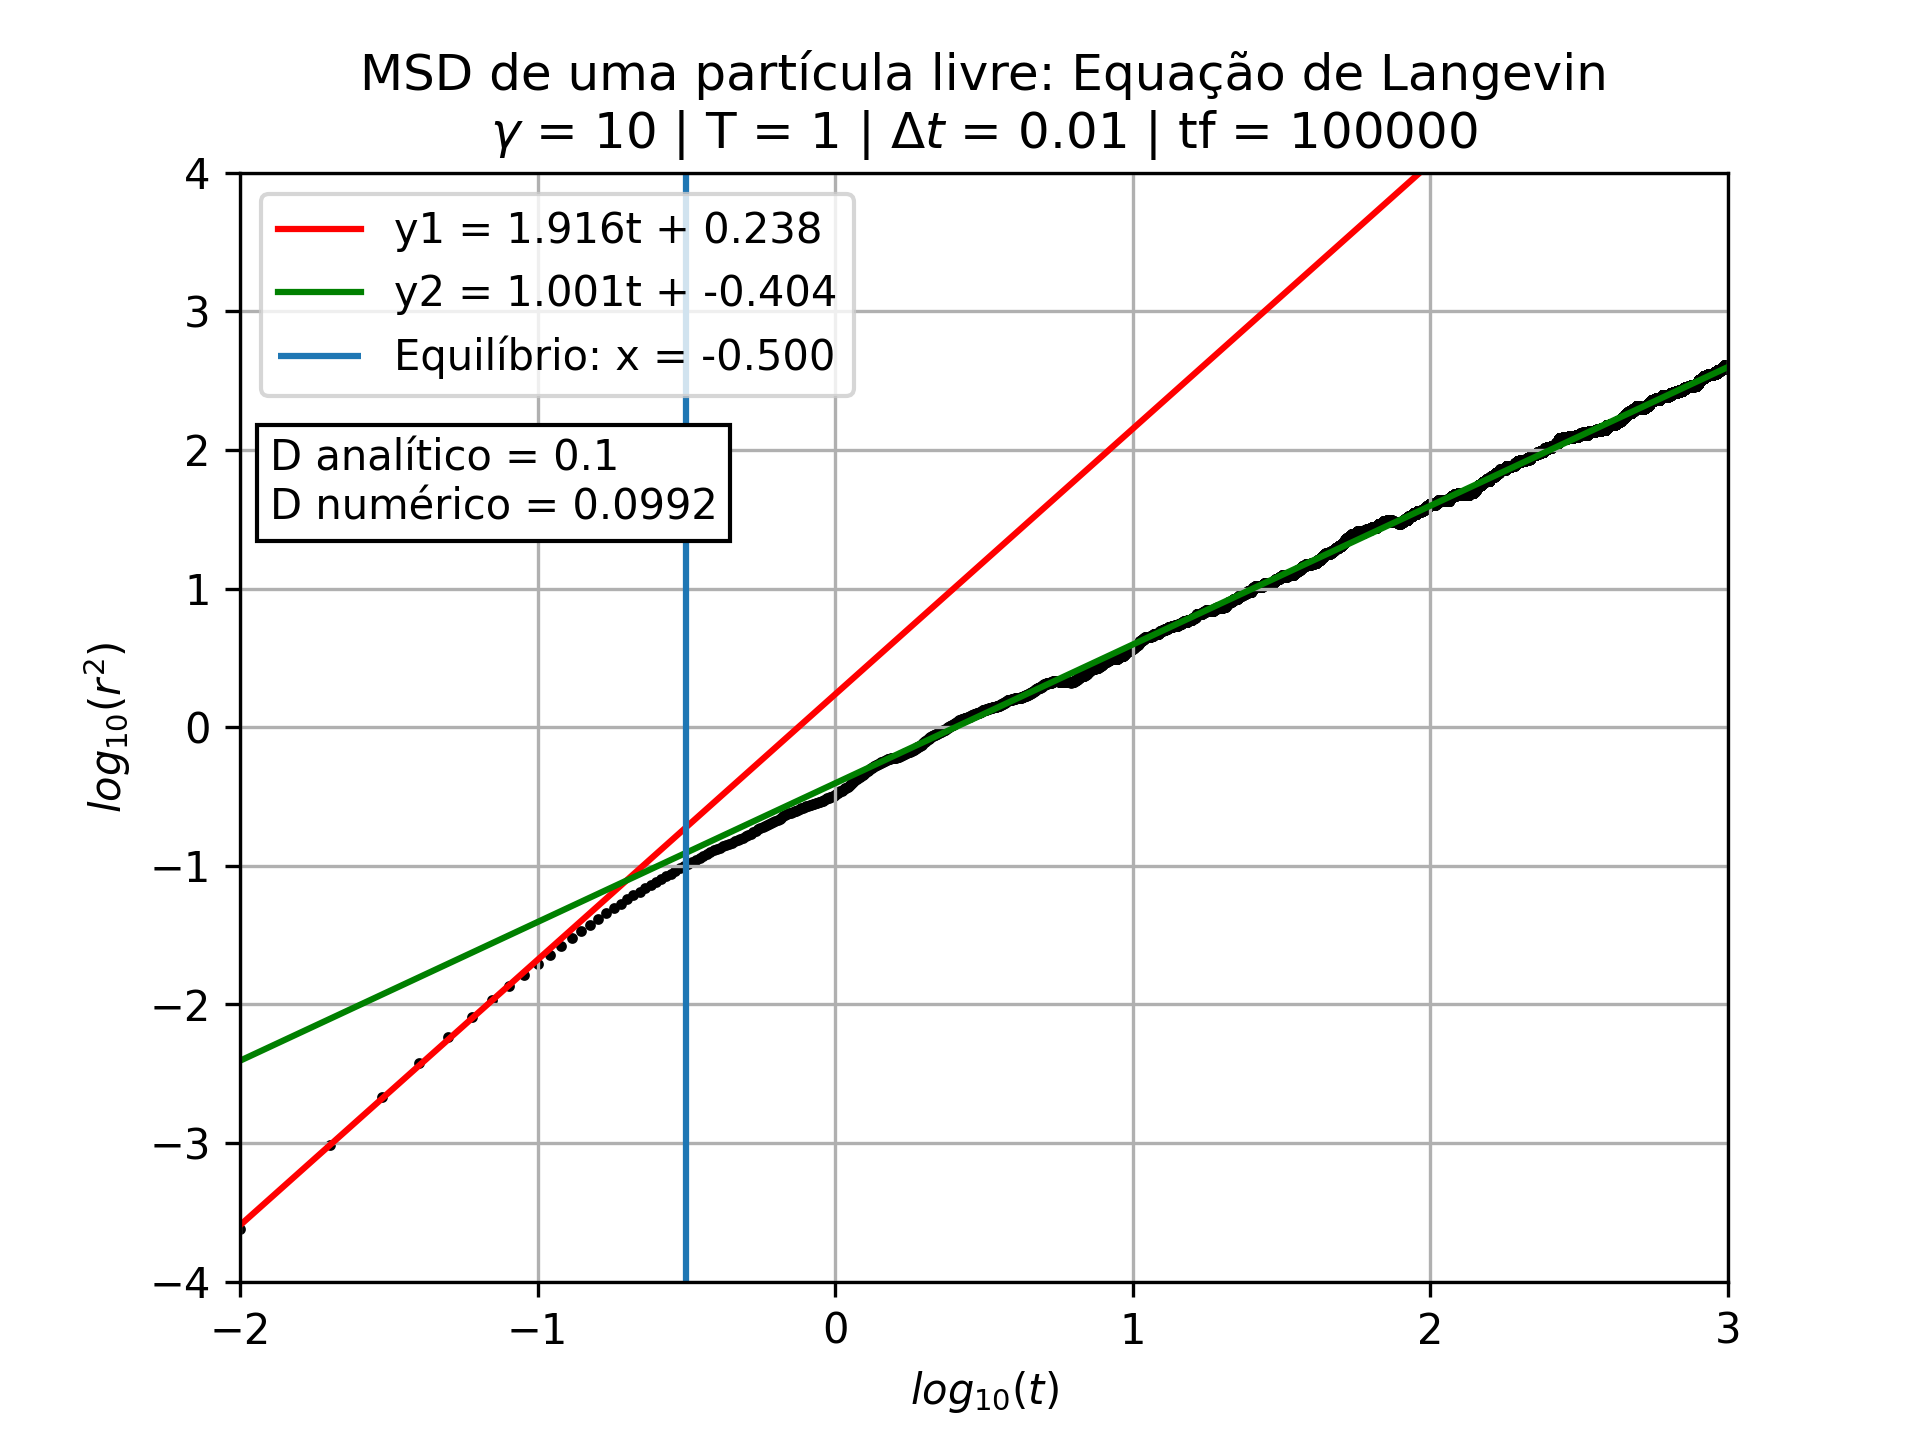 MSD de uma partícula livre: Equação de Langevin
γ = 10 | T = 1 | Δt = 0.01 | tf = 100000
y1 = 1.916t + 0.238
y2 = 1.001t + -0.404
Equilíbrio: x = -0.500
D analítico = 0.1
D numérico = 0.0992
4
3
2
1
0
−1
−2
−3
−4
log₁₀(r²)
−2 −1 0 1 2 3
log₁₀(t)